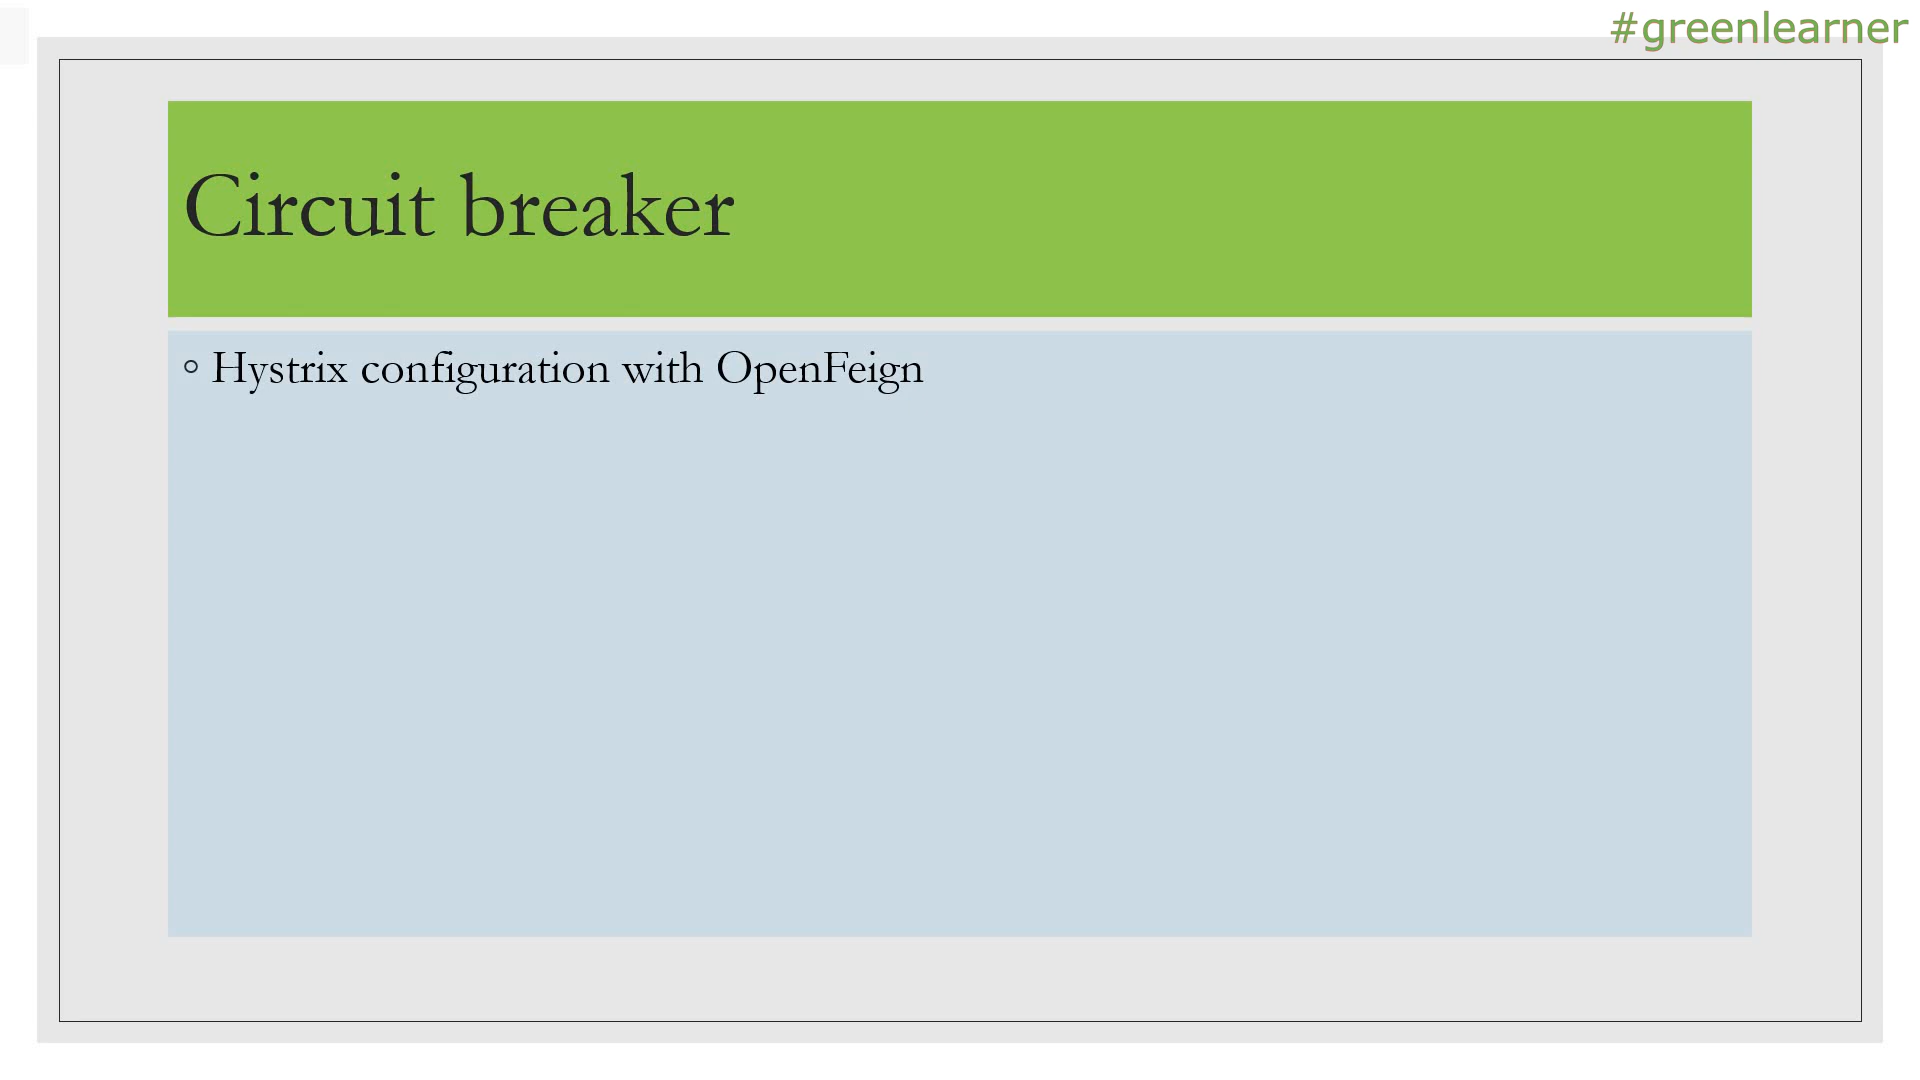 #greenlearner
Circuit breaker
◦ Hystrix configuration with OpenFeign